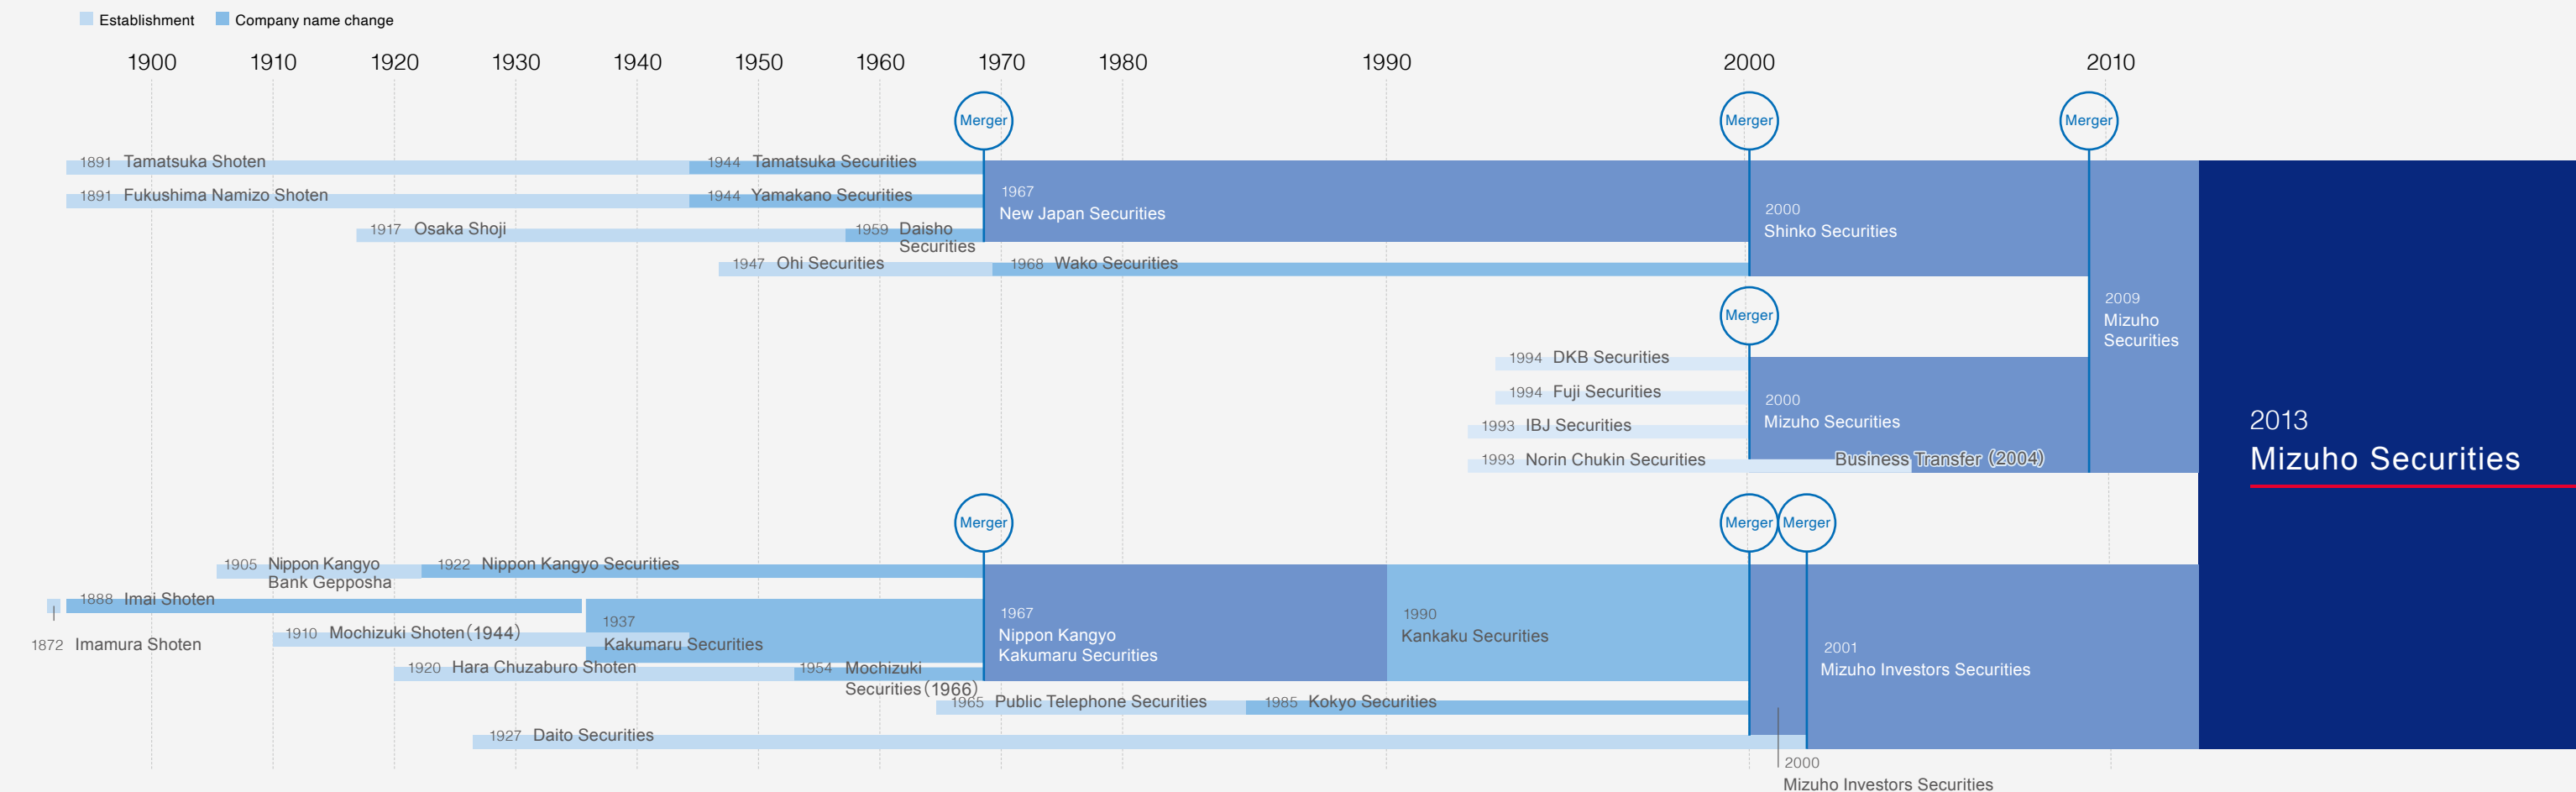 Establishment Company name change
1900 1910 1920 1930 1940 1950 1960 1970 1980 1990 2000 2010
Merger Merger Merger
1891 Tamatsuka Shoten 1944 Tamatsuka Securities
1891 Fukushima Namizo Shoten 1944 Yamakano Securities
1967
New Japan Securities
1917 Osaka Shoji 1959 Daisho
Securities
2000
Shinko Securities
1947 Ohi Securities 1968 Wako Securities
2009
Mizuho
Securities
Merger
1994 DKB Securities
1994 Fuji Securities
2000
Mizuho Securities
1993 IBJ Securities
1993 Norin Chukin Securities Business Transfer (2004)
2013
Mizuho Securities
Merger Merger Merger
1905 Nippon Kangyo
Bank Gepposha
1922 Nippon Kangyo Securities
1888 Imai Shoten
1872 Imamura Shoten
1910 Mochizuki Shoten (1944)
1937
Kakumaru Securities
1967
Nippon Kangyo
Kakumaru Securities
1990
Kankaku Securities
2001
Mizuho Investors Securities
1920 Hara Chuzaburo Shoten 1954 Mochizuki
Securities (1966)
1965 Public Telephone Securities 1985 Kokyo Securities
1927 Daito Securities
2000
Mizuho Investors Securities